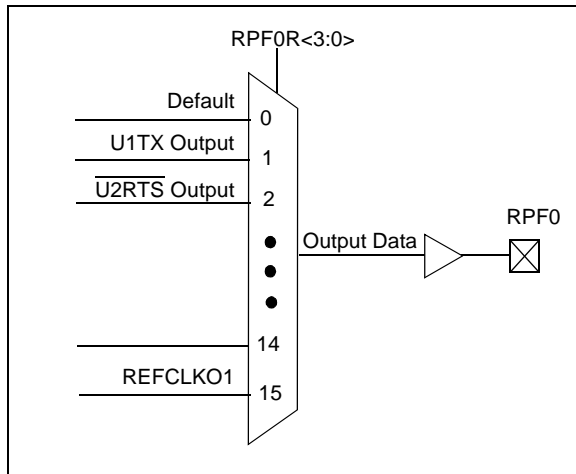 RPF0R<3:0>
Default
0
U1TX Output
1
U2RTS Output
2
RPF0
Output Data
14
REFCLKO1
15